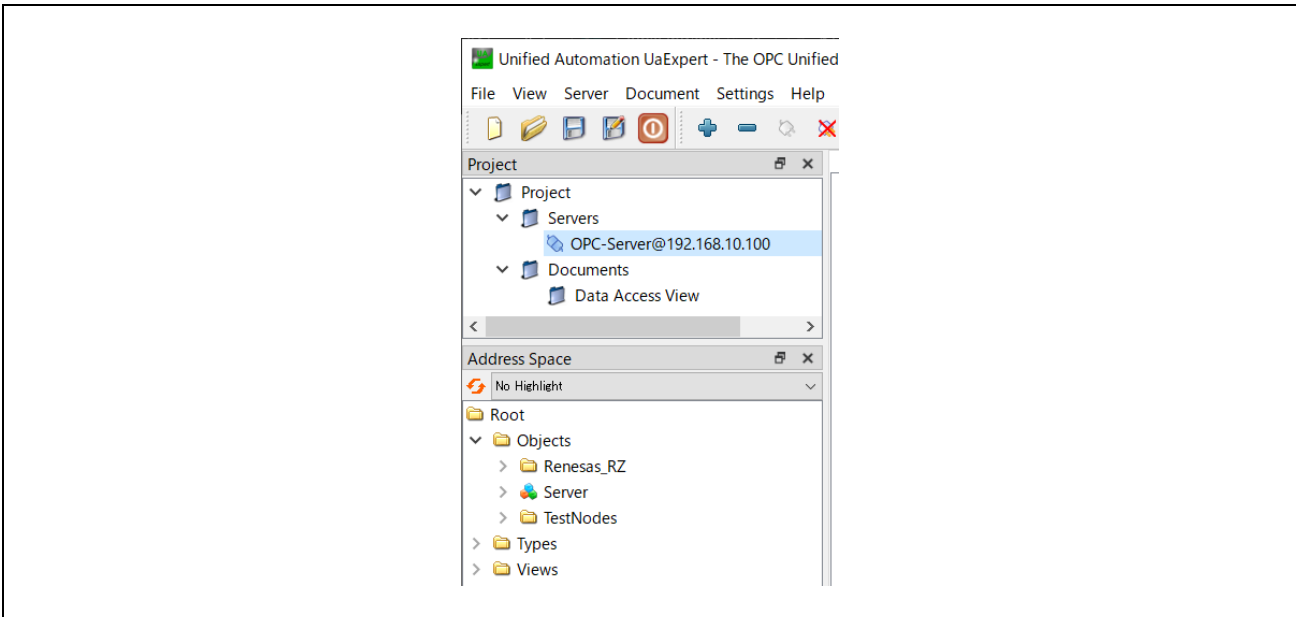 Unified Automation UaExpert - The OPC Unified
File View Server Document Settings Help
Project
Project
Servers
OPC-Server@192.168.10.100
Documents
Data Access View
Address Space
No Highlight
Root
Objects
Renesas_RZ
Server
TestNodes
Types
Views